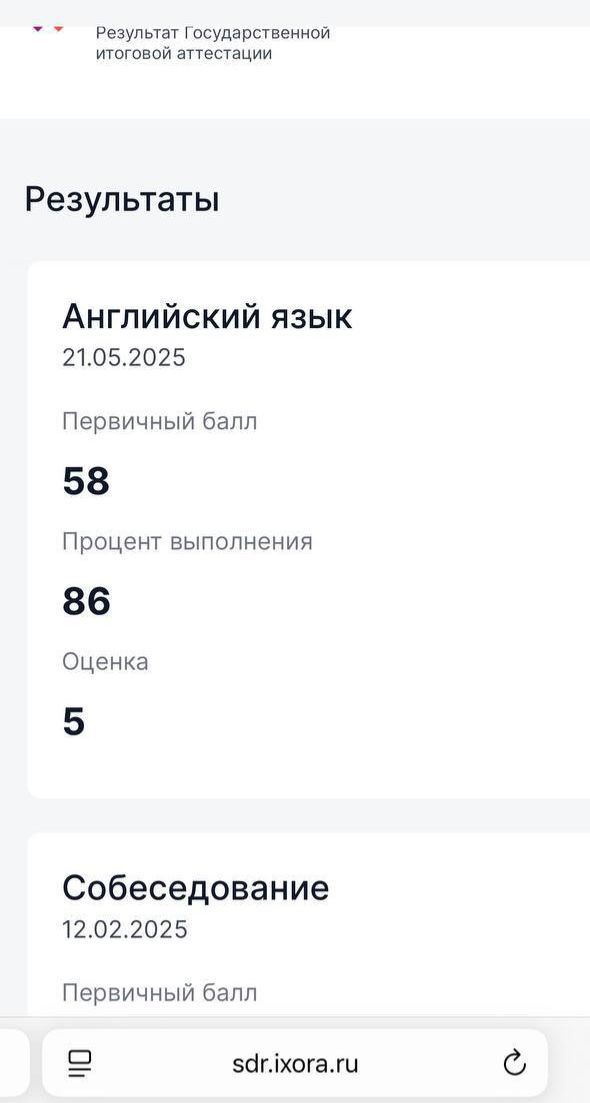 Результат Государственной
итоговой аттестации
Результаты
Английский язык
21.05.2025
Первичный балл
58
Процент выполнения
86
Оценка
5
Собеседование
12.02.2025
Первичный балл
sdr.ixora.ru